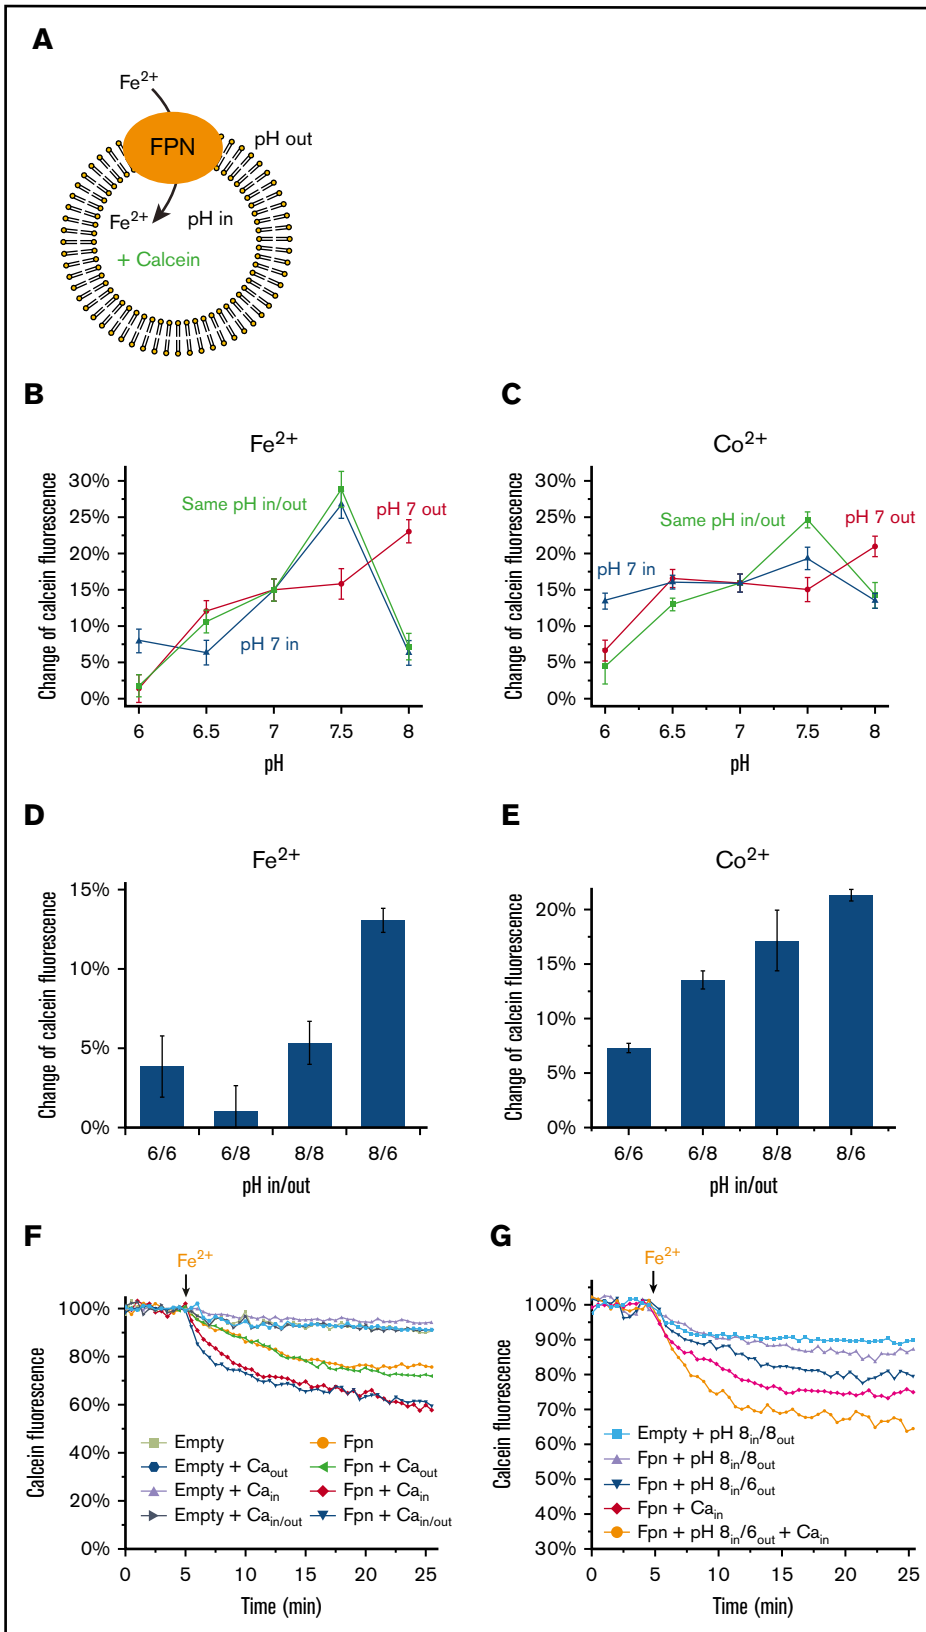 A
Fe2+
FPN
pH out
Fe2+
pH in
+ Calcein
B
Fe2+
Change of calcein fluorescence
30%
25%
20%
15%
10%
5%
0%
Same pH in/out
pH 7 out
pH 7 in
6
6.5
7
7.5
8
pH
C
Co2+
Change of calcein fluorescence
30%
25%
20%
15%
10%
5%
0%
Same pH in/out
pH 7 out
pH 7 in
6
6.5
7
7.5
8
pH
D
Fe2+
Change of calcein fluorescence
15%
10%
5%
0%
6/6
6/8
8/8
8/6
pH in/out
E
Co2+
Change of calcein fluorescence
20%
15%
10%
5%
0%
6/6
6/8
8/8
8/6
pH in/out
F
Fe2+
Calcein fluorescence
100%
80%
60%
40%
20%
0%
Empty
Empty + Caout
Empty + Cain
Empty + Cain/out
Fpn
Fpn + Caout
Fpn + Cain
Fpn + Cain/out
0
5
10
15
20
25
Time (min)
G
Fe2+
Calcein fluorescence
100%
90%
80%
70%
60%
50%
40%
30%
Empty + pH 8in/8out
Fpn + pH 8in/8out
Fpn + pH 8in/6out
Fpn + Cain
Fpn + pH 8in/6out + Cain
0
5
10
15
20
25
Time (min)